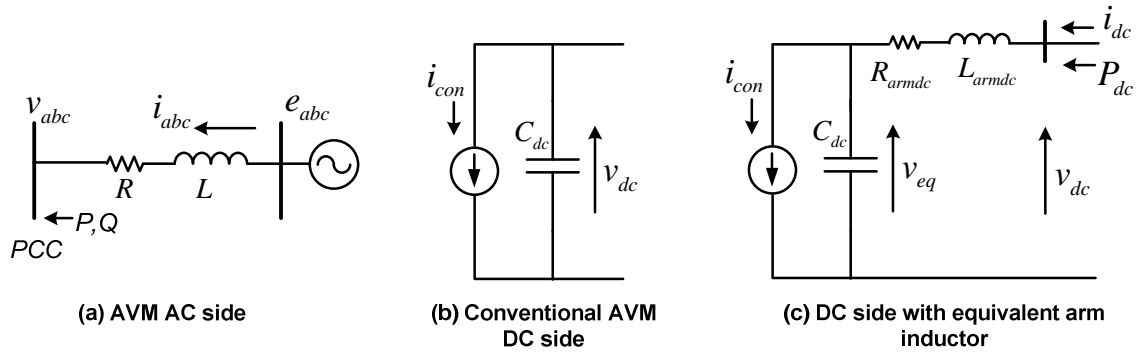 v_abc
i_abc
e_abc
R
L
P,Q
PCC
(a) AVM AC side
i_con
C_dc
v_dc
(b) Conventional AVM
DC side
i_con
C_dc
v_eq
R_armdc
L_armdc
i_dc
P_dc
v_dc
(c) DC side with equivalent arm
inductor